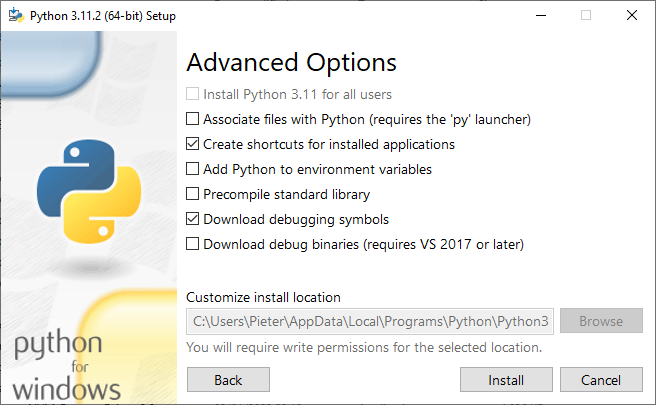 Python 3.11.2 (64-bit) Setup
Advanced Options
Install Python 3.11 for all users
Associate files with Python (requires the 'py' launcher)
Create shortcuts for installed applications
Add Python to environment variables
Precompile standard library
Download debugging symbols
Download debug binaries (requires VS 2017 or later)
Customize install location
C:\Users\Pieter\AppData\Local\Programs\Python\Python3
Browse
You will require write permissions for the selected location.
python
for
windows
Back
Install
Cancel